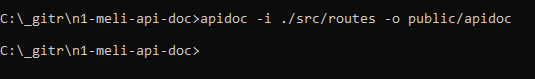 C:\_gitr\n1-meli-api-doc>apidoc -i ./src/routes -o public/apidoc
C:\_gitr\n1-meli-api-doc>